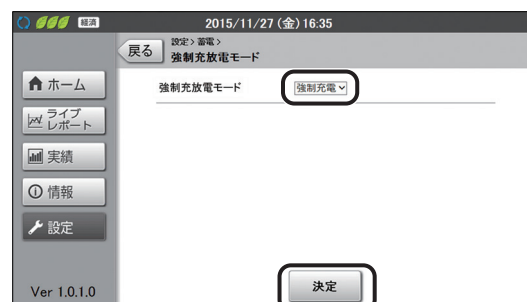 経済
2015/11/27 (金) 16:35
戻る
設定 > 蓄電 >
強制充放電モード
ホーム
ライブ
レポート
実績
情報
設定
Ver 1.0.1.0
強制充放電モード
強制充電
決定